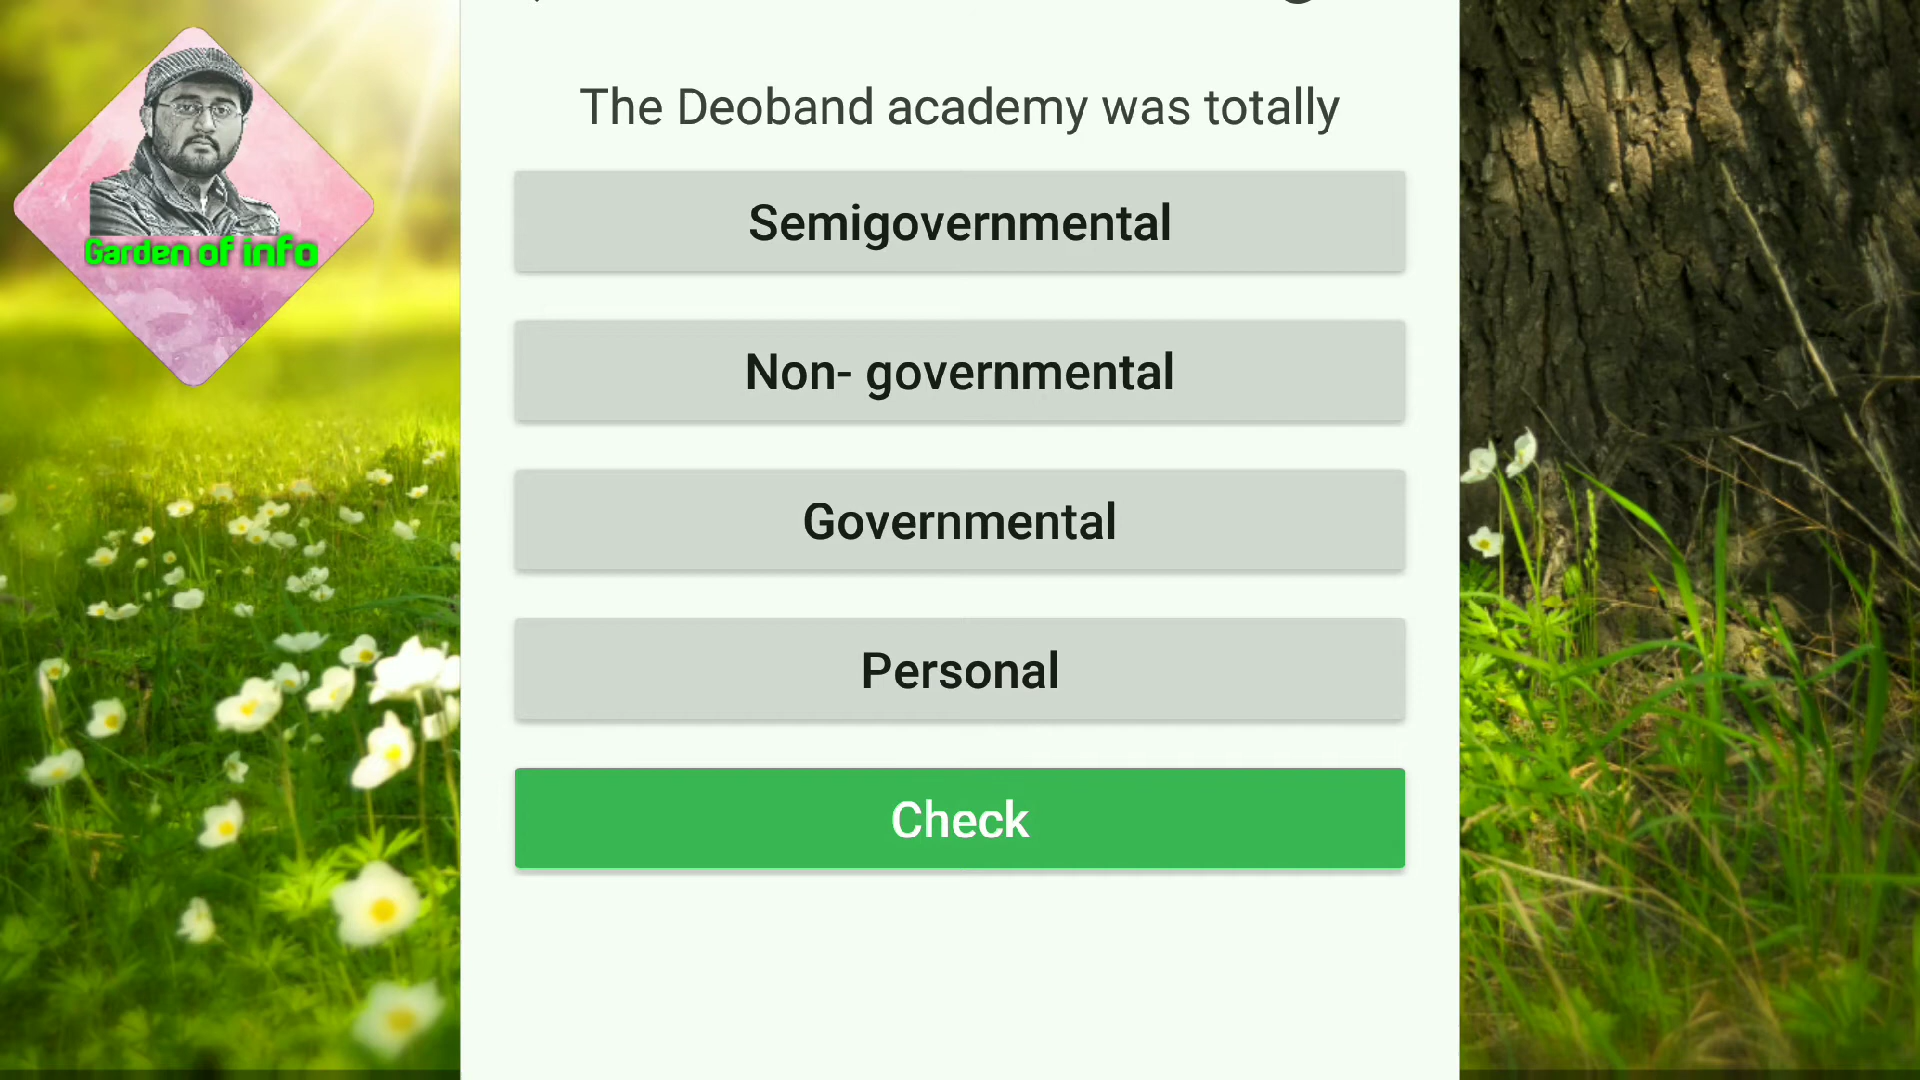 Garden of info
The Deoband academy was totally
Semigovernmental
Non- governmental
Governmental
Personal
Check